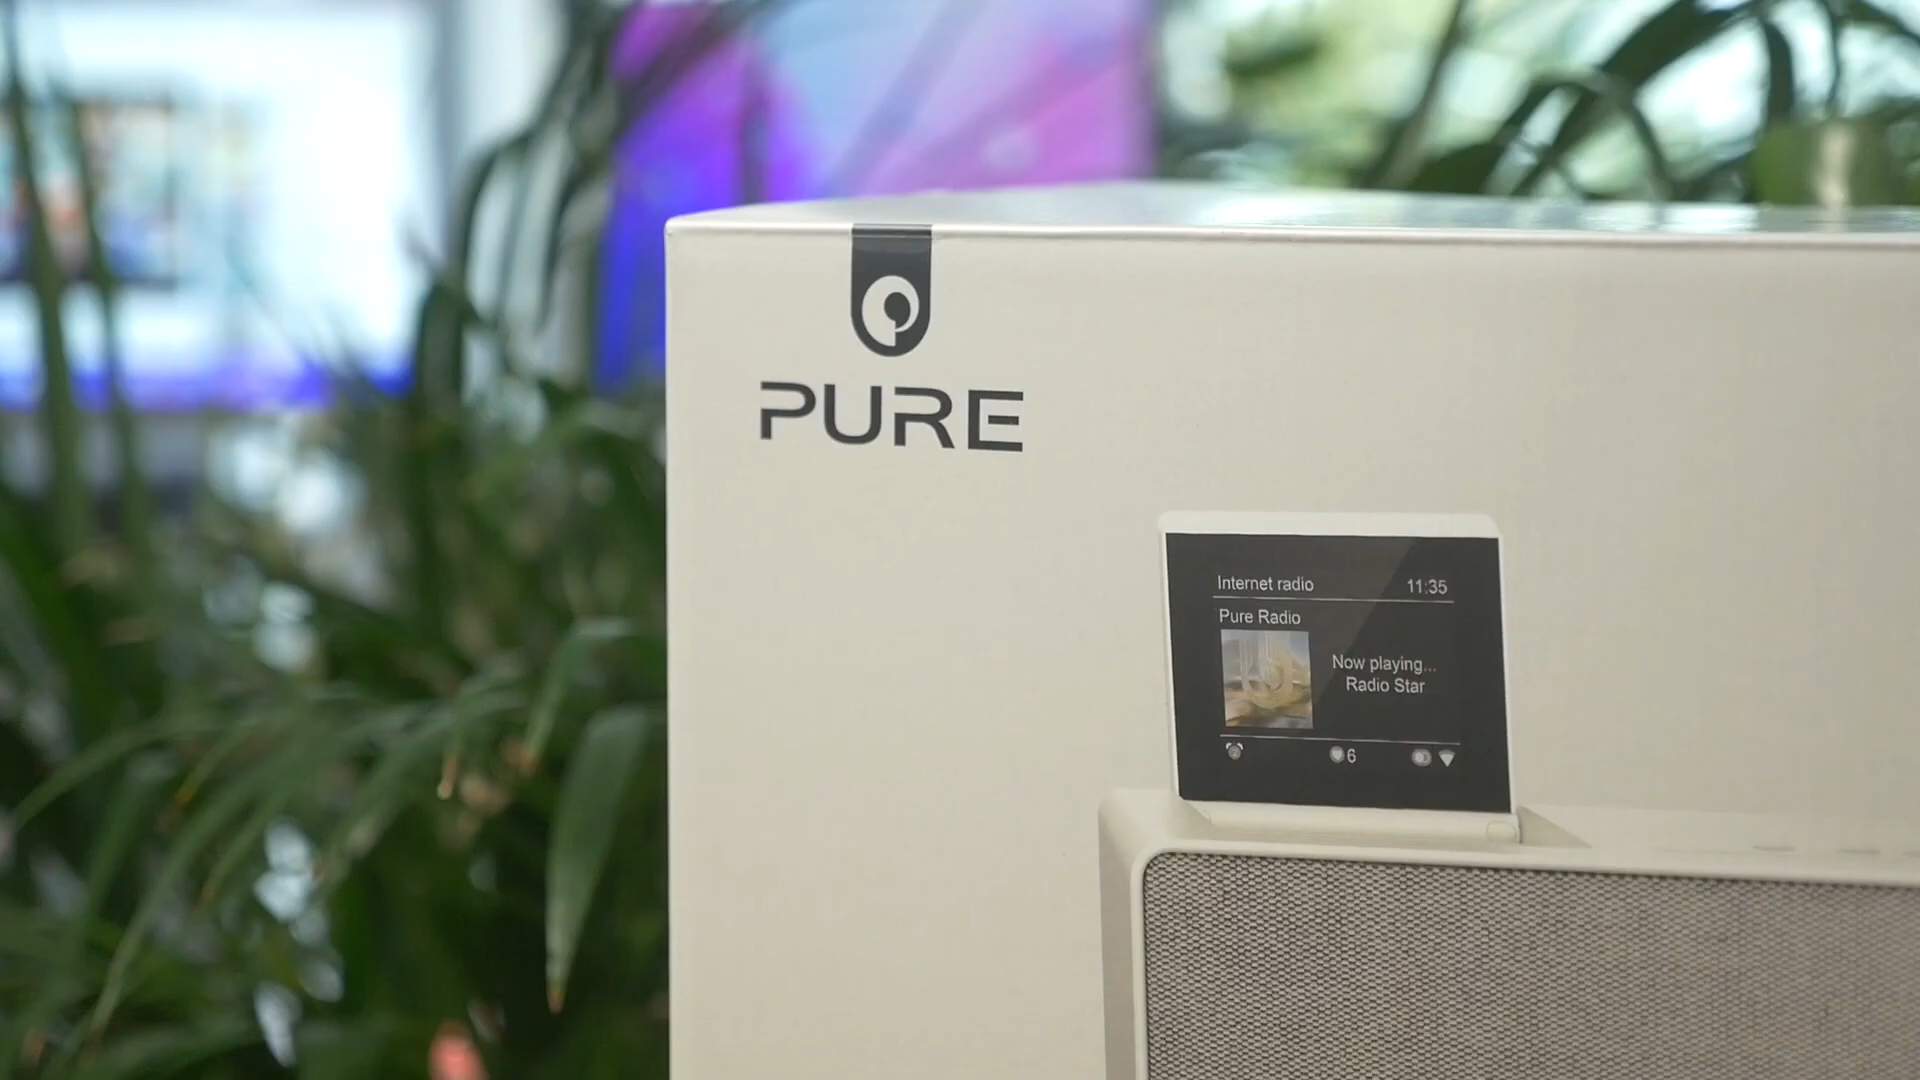 PURE
Internet radio 11:35
Pure Radio
Now playing...
Radio Star
6